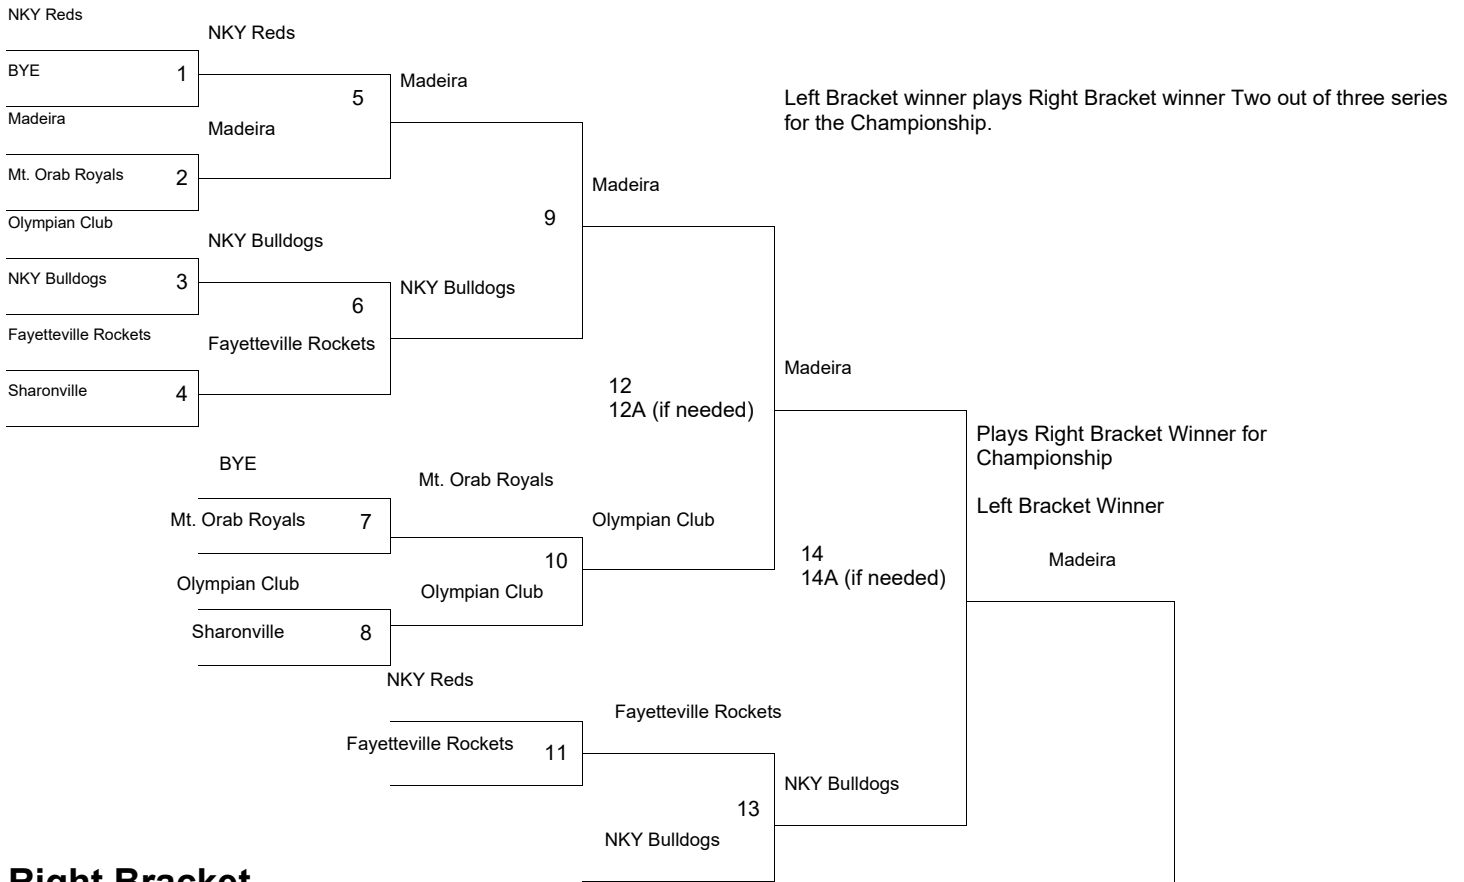 NKY Reds
NKY Reds
BYE
1
5
Madeira
Left Bracket winner plays Right Bracket winner Two out of three series
for the Championship.
Madeira
Madeira
Mt. Orab Royals
2
Madeira
9
Olympian Club
NKY Bulldogs
NKY Bulldogs
3
NKY Bulldogs
6
Fayetteville Rockets
Fayetteville Rockets
Sharonville
4
12
12A (if needed)
Madeira
Plays Right Bracket Winner for
Championship
Left Bracket Winner
BYE
Mt. Orab Royals
Mt. Orab Royals
7
Olympian Club
10
14
14A (if needed)
Madeira
Olympian Club
Olympian Club
Sharonville
8
NKY Reds
Fayetteville Rockets
Fayetteville Rockets
11
NKY Bulldogs
13
NKY Bulldogs
Right Bracket